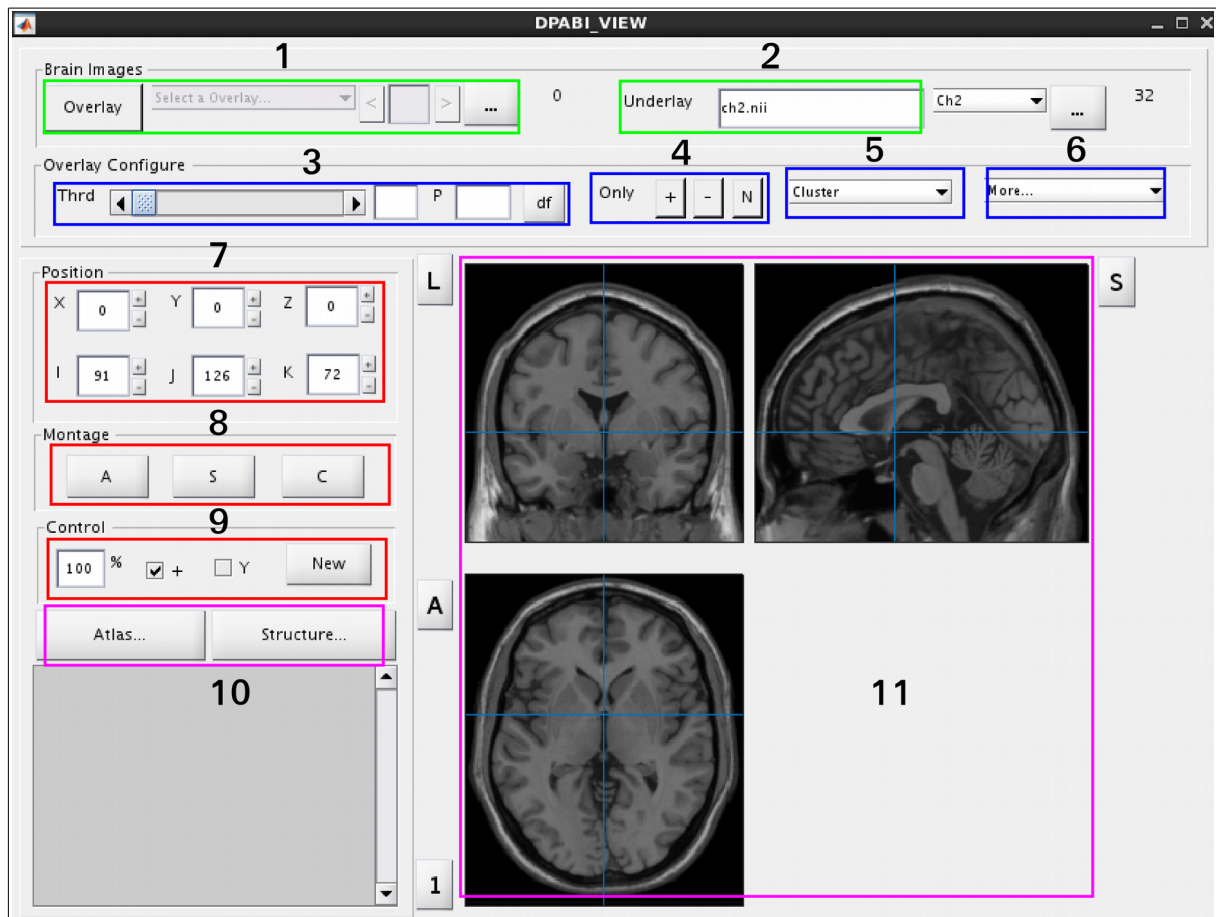 DPABI_VIEW
1
2
Brain Images
Overlay
Select a Overlay...
<
>
...
0
Underlay
ch2.nii
Ch2
...
32
3
4
5
6
Overlay Configure
Thrd
P
df
Only
+
-
N
Cluster
More...
7
Position
X
0
+
-
Y
0
+
-
Z
0
+
-
I
91
+
-
J
126
+
-
K
72
+
-
8
Montage
A
S
C
9
Control
100
%
+
Y
New
Atlas...
Structure...
10
L
S
A
11
1